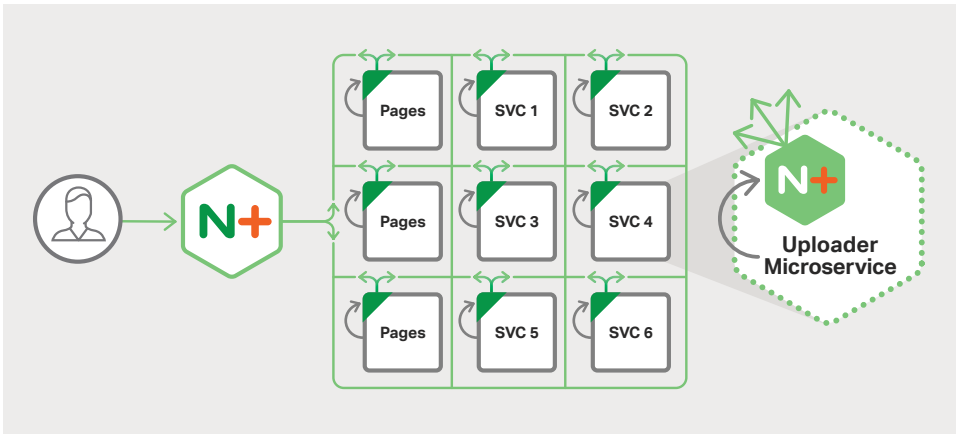 N+
Pages
SVC 1
SVC 2
Pages
SVC 3
SVC 4
Pages
SVC 5
SVC 6
N+
Uploader
Microservice